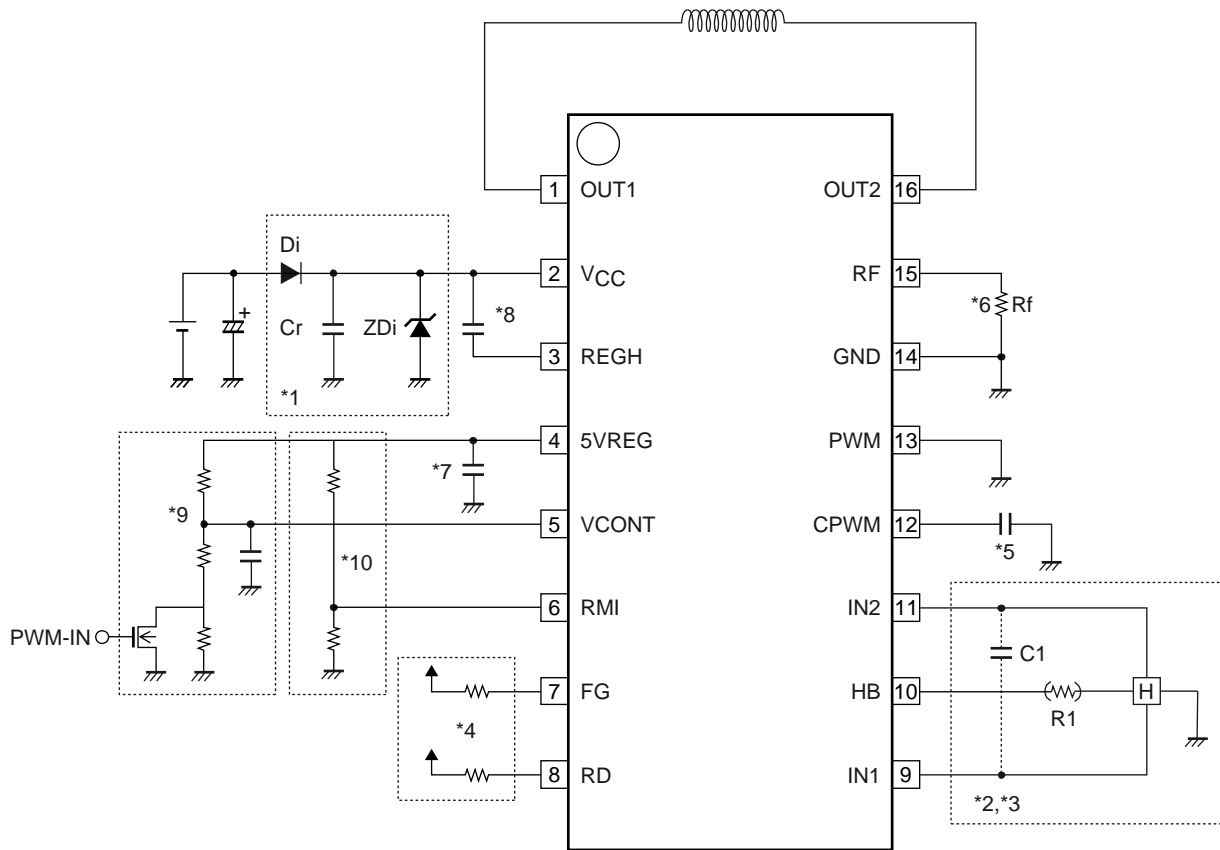 1 OUT1 OUT2 16
Di
2 VCC RF 15
*6 Rf
+
Cr ZDi *8
3 REGH GND 14
*1
4 5VREG PWM 13
*7
*9
5 VCONT CPWM 12
*5
*10
6 RMI IN2 11
PWM-IN
C1
7 FG HB 10
H
R1
*4
8 RD IN1 9
*2,*3